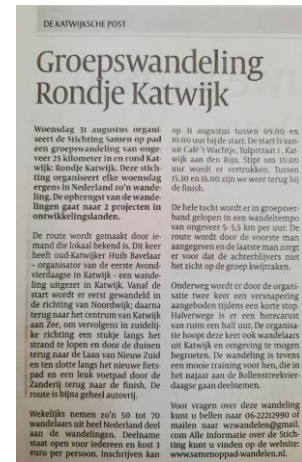 DE KATWIJKSCHE POST
Groepswandeling
Rondje Katwijk
Woensdag 31 augustus organi-
seert de Stichting Samen op pad
een groepswandeling van onge-
veer 25 kilometer in en rond Kat-
wijk: Rondje Katwijk. Deze stich-
ting organiseert elke woensdag
ergens in Nederland zo'n wande-
ling. De opbrengst van de wande-
lingen gaat naar 2 projecten in
ontwikkelingslanden.
De route wordt gemaakt door ie-
mand die lokaal bekend is. Dit keer
heeft oud-Katwijker Huib Bavelaar
- organisator van de eerste Avond-
vierdaagse in Katwijk - een wande-
ling uitgezet in Katwijk. Vanaf de
start wordt er eerst gewandeld in
de richting van Noordwijk; daarna
terug naar het centrum van Katwijk
aan Zee, om vervolgens in zuidelij-
ke richting een stukje langs het
strand te lopen en door de duinen
terug naar de Laan van Nieuw Zuid
en ten slotte langs het nieuwe fiets-
pad en een leuk voetpad door de
Zanderij terug naar de finish. De
route is bijna geheel autovrij.
Wekelijks nemen zo'n 50 tot 70
wandelaars uit heel Nederland deel
aan de wandelingen. Deelname
staat open voor iedereen en kost 3
euro per persoon. Inschrijven kan
op 31 augustus tussen 09.00 en
10.00 uur bij de start. De start is van-
uit Café 't Wachtje, Tulpstraat 1, Kat-
wijk aan den Rijn. Stipt om 10.00
uur wordt er vertrokken. Tussen
15.30 en 16.00 zijn we weer terug bij
de finish.
De hele tocht wordt er in groepsver-
band gelopen in een wandeltempo
van ongeveer 5- 5,5 km per uur. De
route wordt door de voorste man
aangegeven en de laatste man zorgt
er voor dat de achterblijvers niet
het zicht op de groep kwijtraken.
Onderweg wordt er door de organi-
satie twee keer een versnapering
aangeboden tijdens een korte stop.
Halverwege is er een horecarust
van ruim een half uur. De organisa-
tie hoopt deze keer ook wandelaars
uit Katwijk en omgeving te mogen
begroeten. De wandeling is tevens
een mooie training voor hen, die in
het najaar aan de Bollenstreekvier-
daagse gaan deelnemen.
Voor vragen over deze wandeling
kunt u bellen naar 06-22212990 of
mailen naar wzwandelen@gmail.
com Alle informatie over de Stich-
ting kunt u vinden op de website:
www.samenoppad-wandelen.nl.